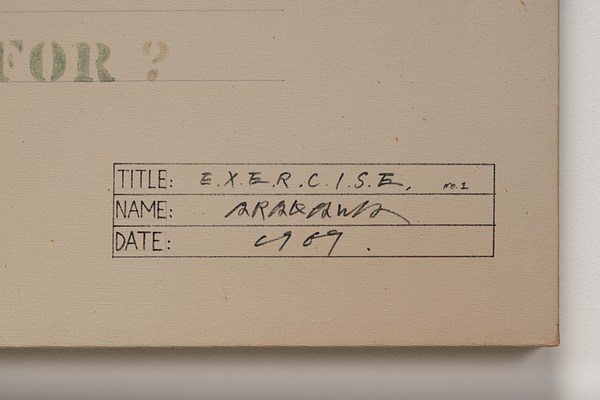 FOR ?
TITLE: E.X.E.R.C.I.S.E. no.1
NAME: ARAKAWA
DATE: 1969.